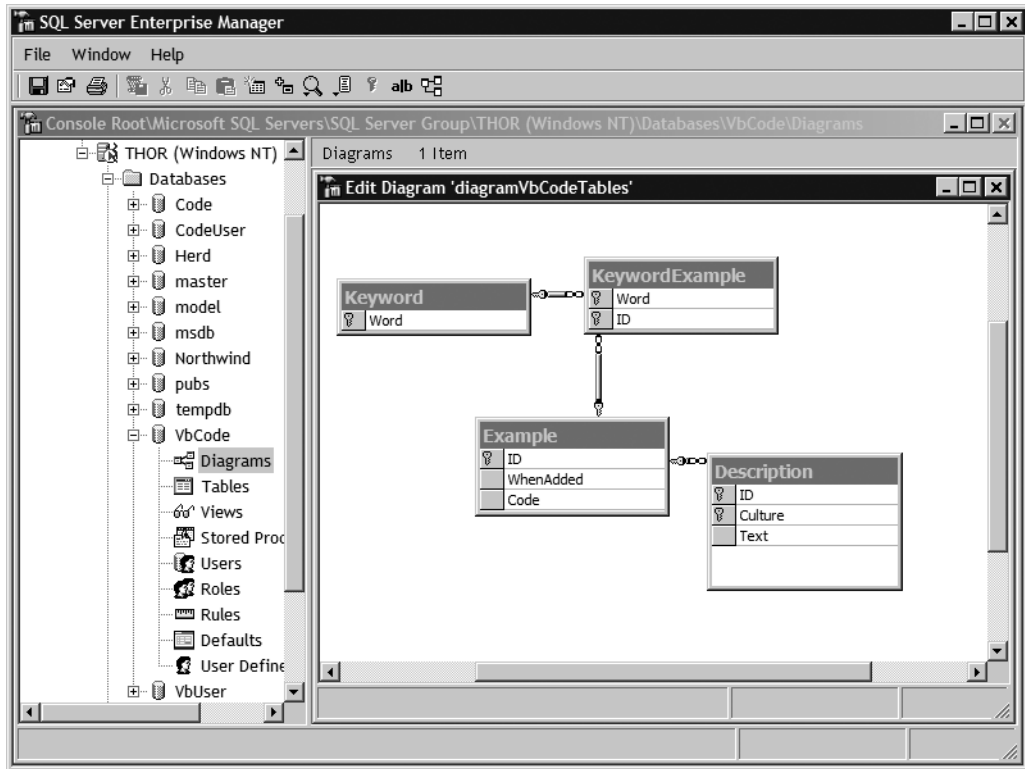 SQL Server Enterprise Manager
File Window Help
a|b
Console Root\Microsoft SQL Servers\SQL Server Group\THOR (Windows NT)\Databases\VbCode\Diagrams
THOR (Windows NT)
Databases
Code
CodeUser
Herd
master
model
msdb
Northwind
pubs
tempdb
VbCode
Diagrams
Tables
Views
Stored Proc
Users
Roles
Rules
Defaults
User Define
VbUser
Diagrams 1 Item
Edit Diagram 'diagramVbCodeTables'
Keyword
Word
KeywordExample
Word
ID
Example
ID
WhenAdded
Code
Description
ID
Culture
Text